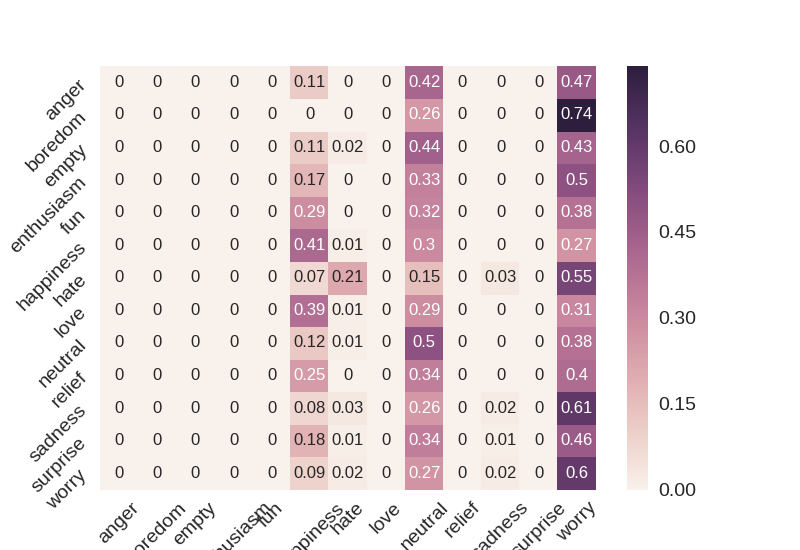 anger 0 0 0 0 0 0.11 0 0 0.42 0 0 0 0.47
boredom 0 0 0 0 0 0 0 0 0.26 0 0 0 0.74
empty 0 0 0 0 0 0.11 0.02 0 0.44 0 0 0 0.43
enthusiasm 0 0 0 0 0 0.17 0 0 0.33 0 0 0 0.5
fun 0 0 0 0 0 0.29 0 0 0.32 0 0 0 0.38
happiness 0 0 0 0 0 0.41 0.01 0 0.3 0 0 0 0.27
hate 0 0 0 0 0 0.07 0.21 0 0.15 0 0.03 0 0.55
love 0 0 0 0 0 0.39 0.01 0 0.29 0 0 0 0.31
neutral 0 0 0 0 0 0.12 0.01 0 0.5 0 0 0 0.38
relief 0 0 0 0 0 0.25 0 0 0.34 0 0 0 0.4
sadness 0 0 0 0 0 0.08 0.03 0 0.26 0 0.02 0 0.61
surprise 0 0 0 0 0 0.18 0.01 0 0.34 0 0.01 0 0.46
worry 0 0 0 0 0 0.09 0.02 0 0.27 0 0.02 0 0.6
anger oredom empty husiasm fun ppiness hate love neutral relief sadness surprise worry
0.60
0.45
0.30
0.15
0.00